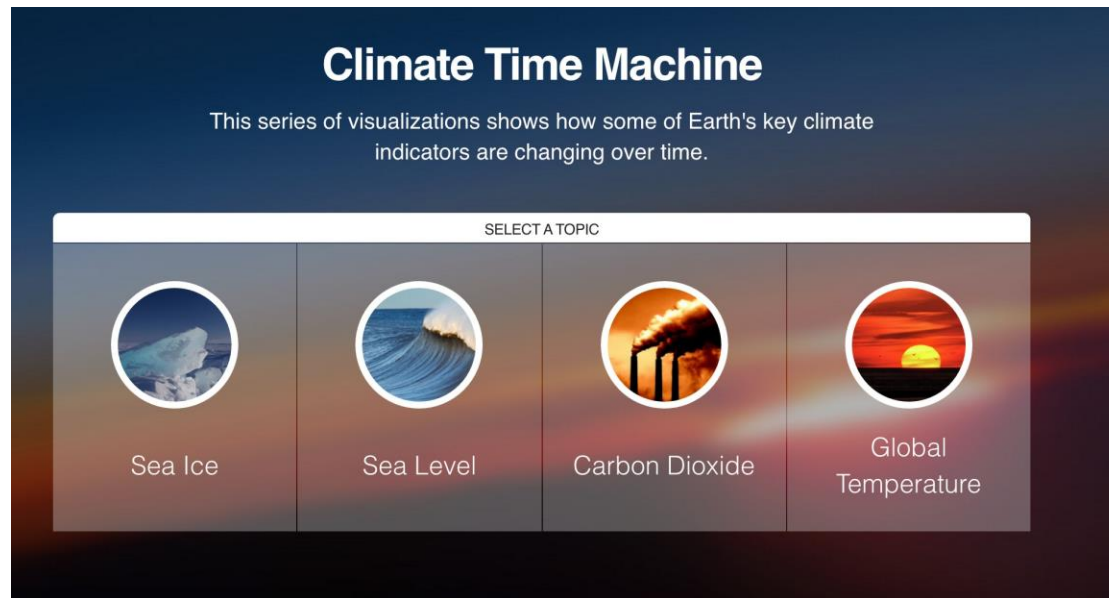 Climate Time Machine
This series of visualizations shows how some of Earth's key climate
indicators are changing over time.
SELECT A TOPIC
Sea Ice
Sea Level
Carbon Dioxide
Global
Temperature